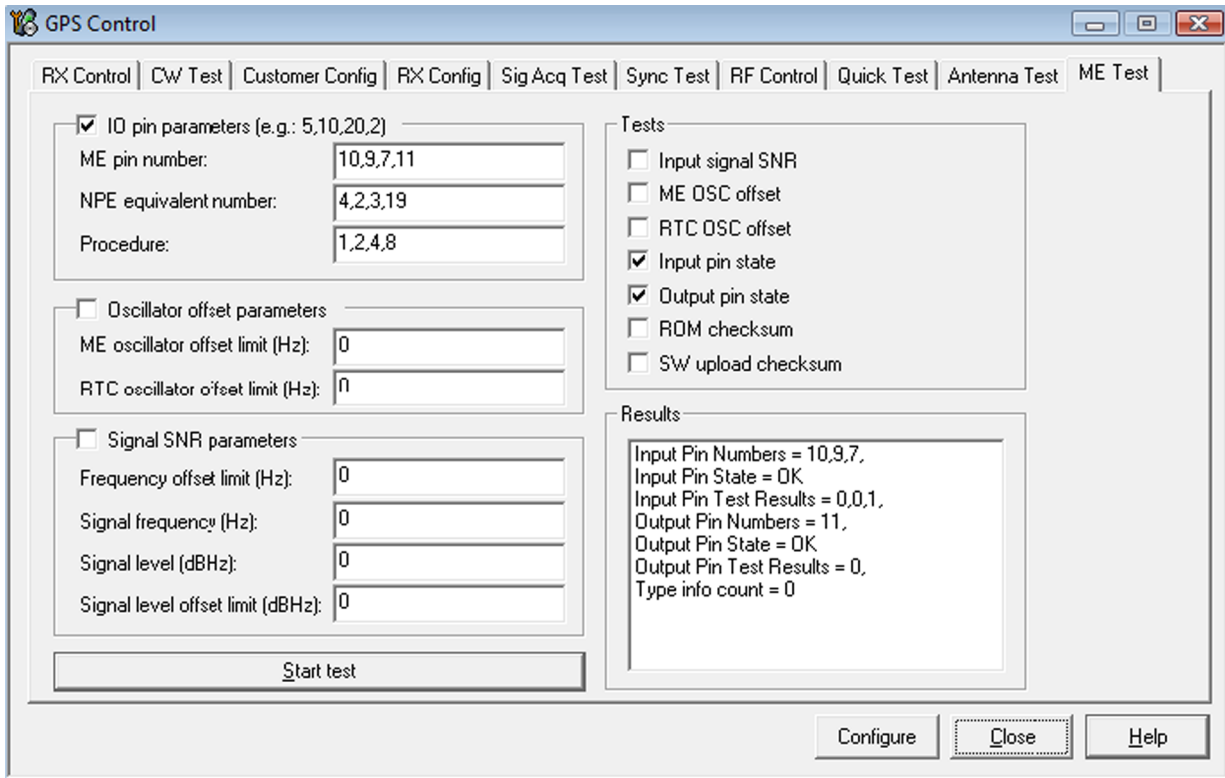 GPS Control
RX Control CW Test Customer Config RX Config Sig Acq Test Sync Test RF Control Quick Test Antenna Test ME Test
IO pin parameters (e.g.: 5,10,20,2)
ME pin number: 10,9,7,11
NPE equivalent number: 4,2,3,19
Procedure: 1,2,4,8
Oscillator offset parameters
ME oscillator offset limit (Hz): 0
RTC oscillator offset limit (Hz): 0
Signal SNR parameters
Frequency offset limit (Hz): 0
Signal frequency (Hz): 0
Signal level (dBHz): 0
Signal level offset limit (dBHz): 0
Start test
Tests
Input signal SNR
ME OSC offset
RTC OSC offset
Input pin state
Output pin state
ROM checksum
SW upload checksum
Results
Input Pin Numbers = 10,9,7,
Input Pin State = OK
Input Pin Test Results = 0,0,1,
Output Pin Numbers = 11,
Output Pin State = OK
Output Pin Test Results = 0,
Type info count = 0
Configure Close Help